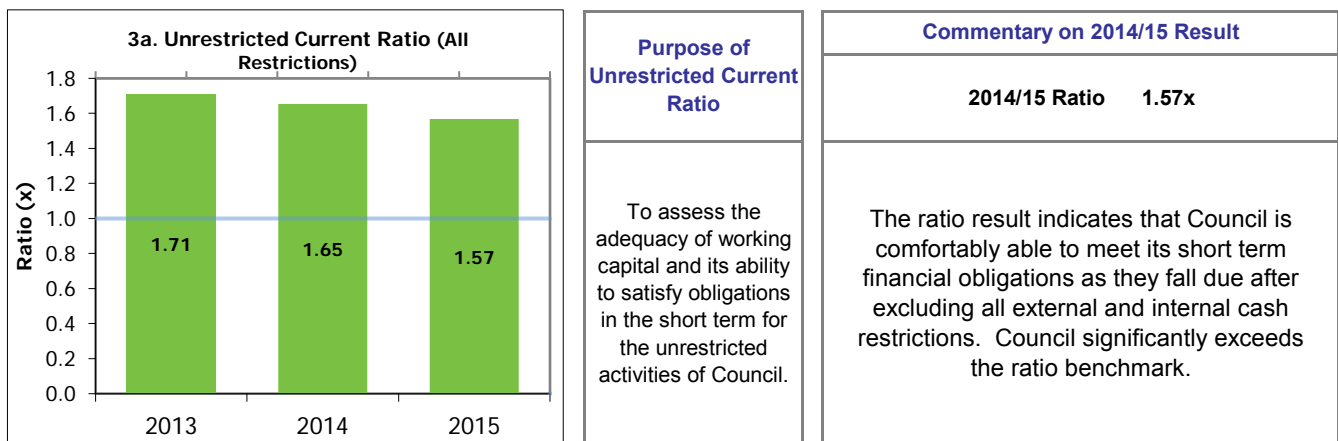 3a. Unrestricted Current Ratio (All
Restrictions)
Ratio (x)
1.8
1.6
1.4
1.2
1.0
0.8
0.6
0.4
0.2
0.0
1.71
1.65
1.57
2013
2014
2015
Purpose of
Unrestricted Current
Ratio
To assess the
adequacy of working
capital and its ability
to satisfy obligations
in the short term for
the unrestricted
activities of Council.
Commentary on 2014/15 Result
2014/15 Ratio 1.57x
The ratio result indicates that Council is
comfortably able to meet its short term
financial obligations as they fall due after
excluding all external and internal cash
restrictions. Council significantly exceeds
the ratio benchmark.